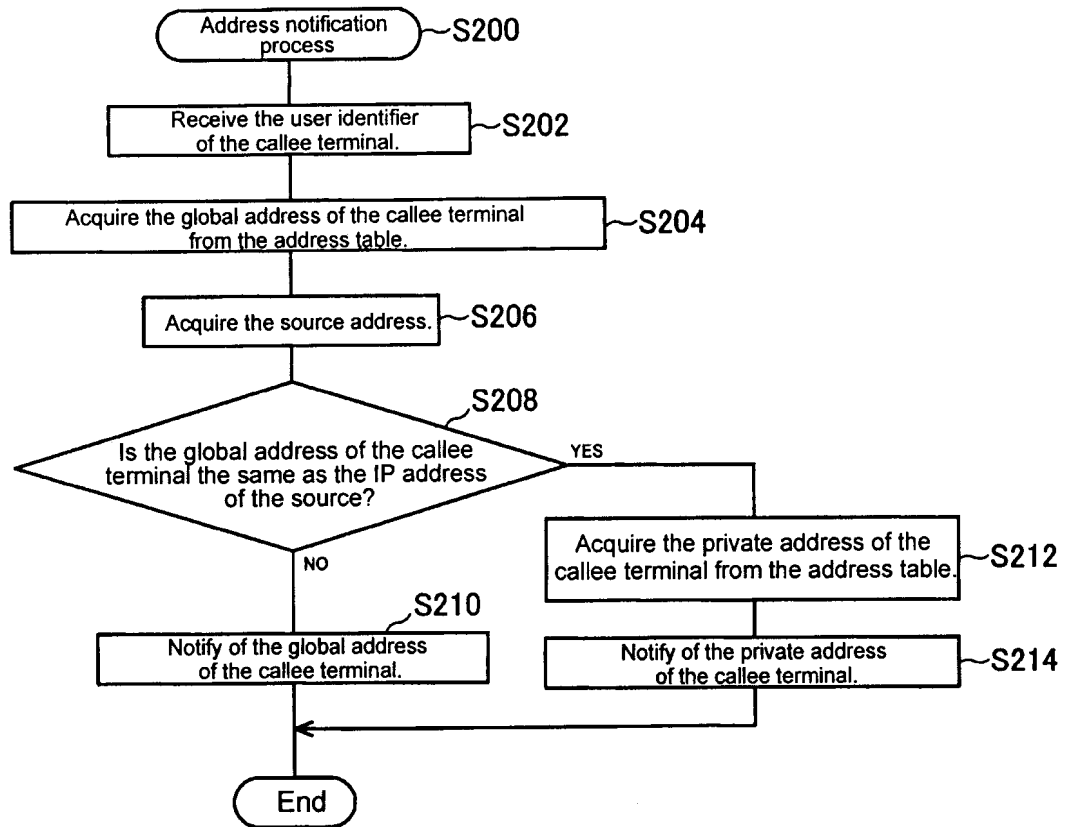 Address notification
process
S200
Receive the user identifier
of the callee terminal.
S202
Acquire the global address of the callee terminal
from the address table.
S204
Acquire the source address.
S206
S208
Is the global address of the callee
terminal the same as the IP address
of the source?
YES
NO
Acquire the private address of the
callee terminal from the address table.
S212
S210
Notify of the global address
of the callee terminal.
Notify of the private address
of the callee terminal.
S214
End